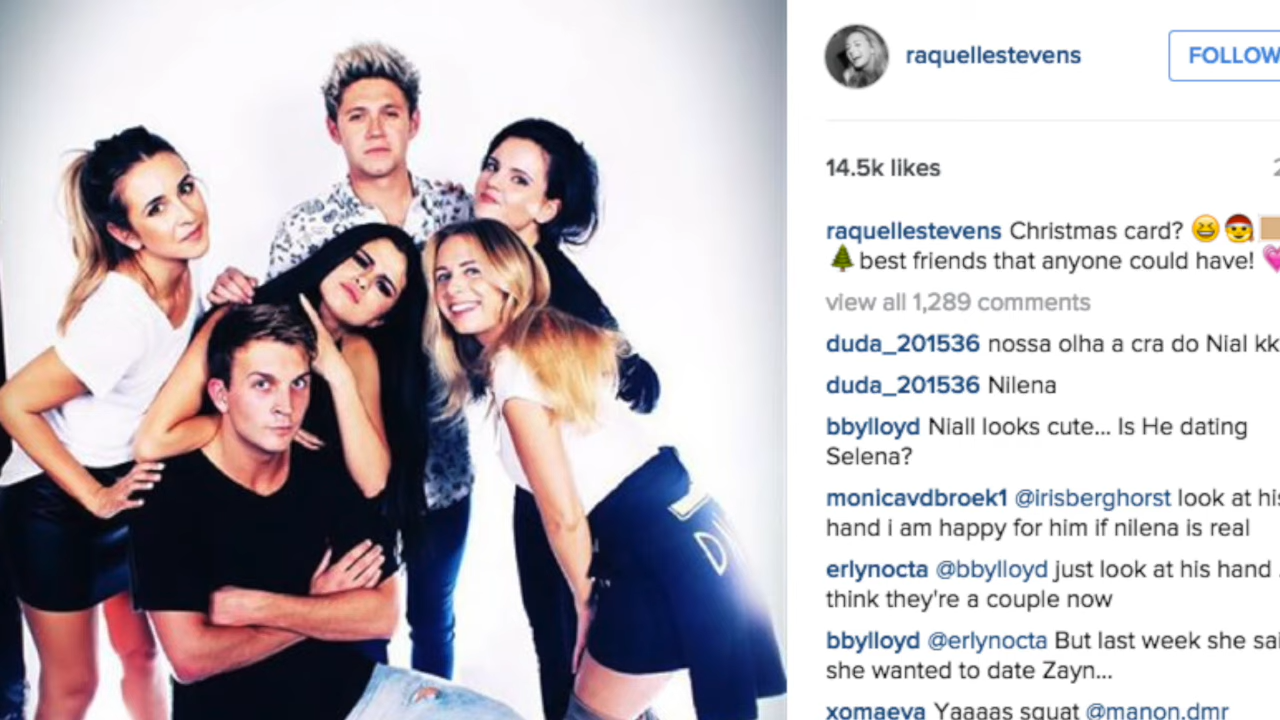 raquellestevens
FOLLOW
14.5k likes
2
raquellestevens Christmas card? 😆🎅
🌲best friends that anyone could have! 💗
view all 1,289 comments
duda_201536 nossa olha a cra do Nial kk
duda_201536 Nilena
bbylloyd Niall looks cute... Is He dating
Selena?
monicavdbroek1 @irisberghorst look at his
hand i am happy for him if nilena is real
erlynocta @bbylloyd just look at his hand
think they're a couple now
bbylloyd @erlynocta But last week she sai
she wanted to date Zayn...
xomaeva Yaaaas squat @manon.dmr